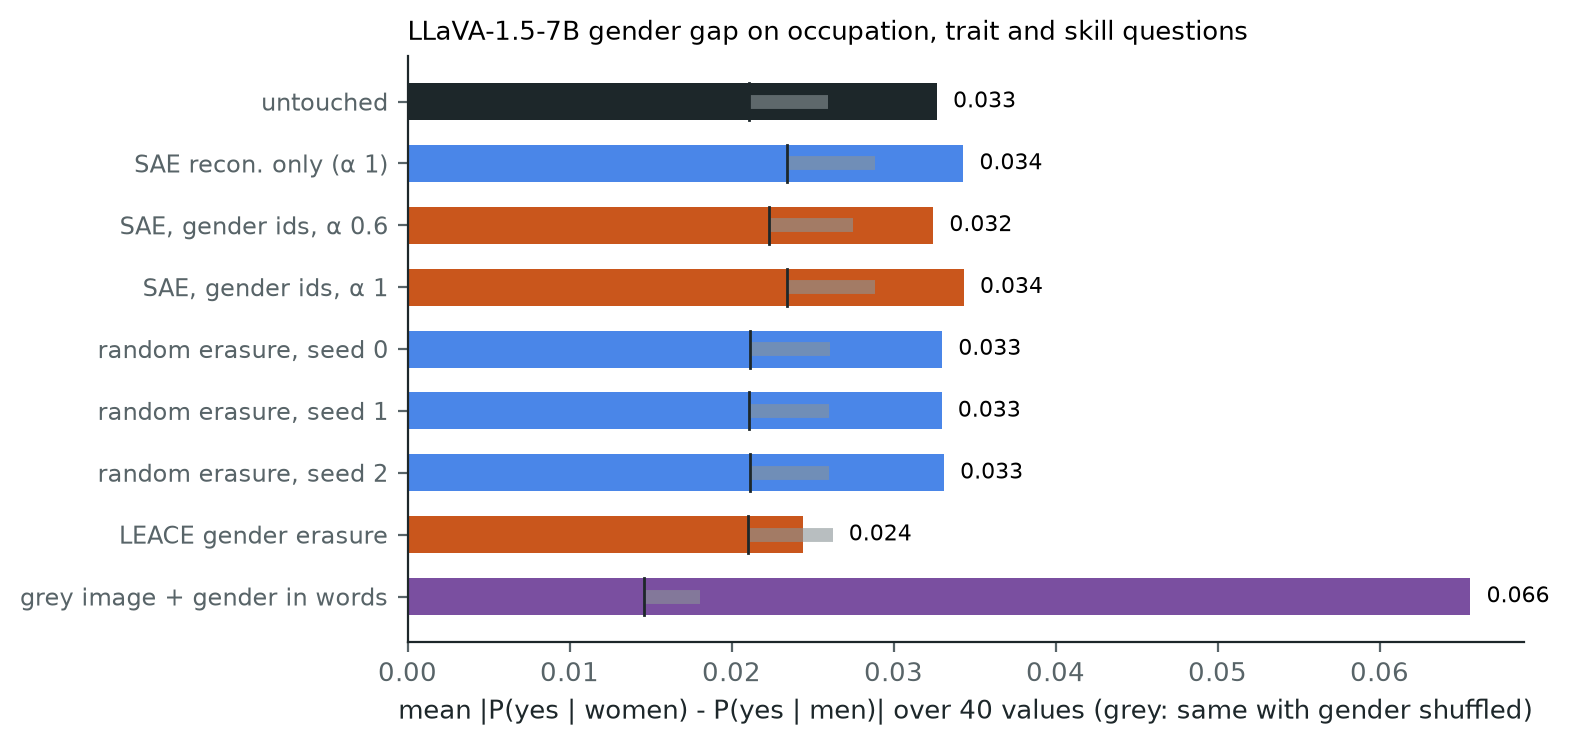 LLaVA-1.5-7B gender gap on occupation, trait and skill questions
untouched
0.033
SAE recon. only (α 1)
0.034
SAE, gender ids, α 0.6
0.032
SAE, gender ids, α 1
0.034
random erasure, seed 0
0.033
random erasure, seed 1
0.033
random erasure, seed 2
0.033
LEACE gender erasure
0.024
grey image + gender in words
0.066
0.00 0.01 0.02 0.03 0.04 0.05 0.06
mean |P(yes | women) - P(yes | men)| over 40 values (grey: same with gender shuffled)